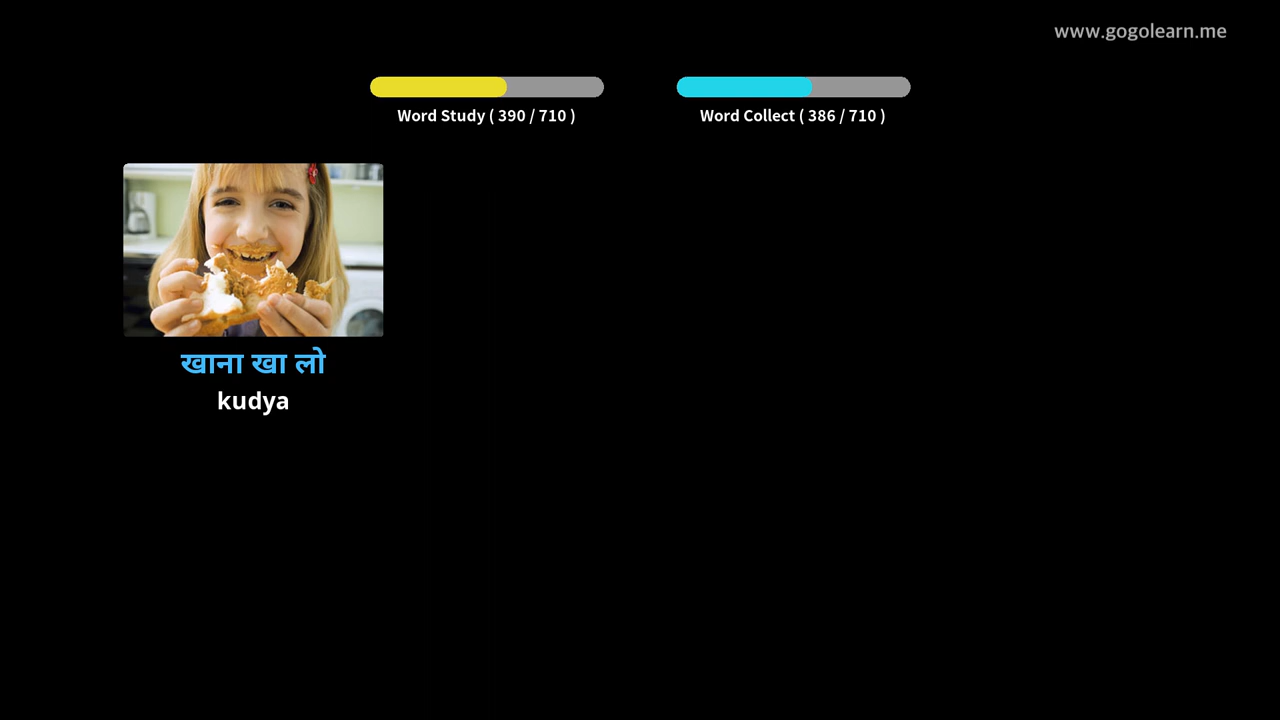 www.gogolearn.me
Word Study ( 390 / 710 )
Word Collect ( 386 / 710 )
खाना खा लो
kudya